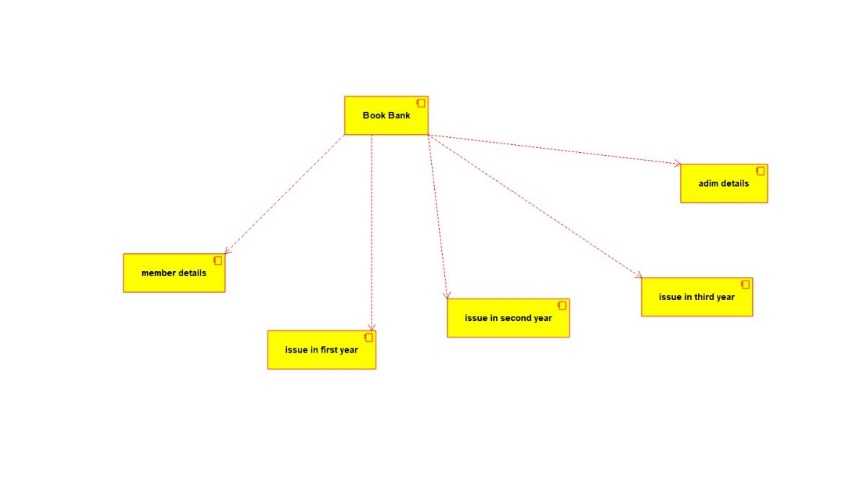 Book Bank
adim details
member details
issue in third year
issue in second year
issue in first year